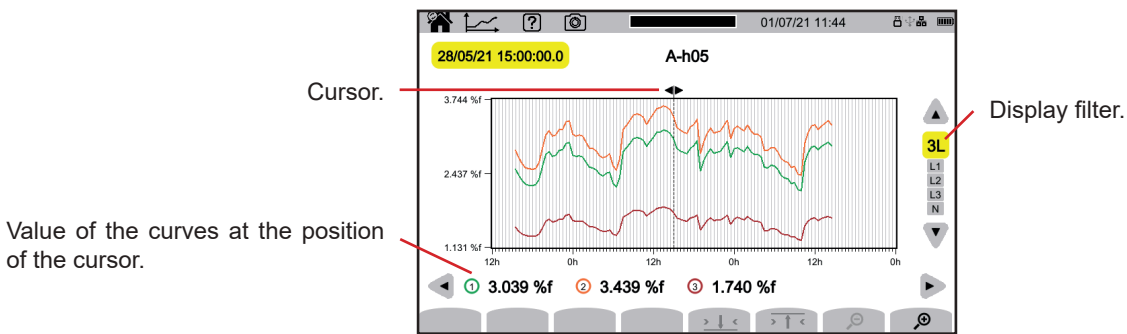 ? 01/07/21 11:44
28/05/21 15:00:00.0 A-h05
Cursor.
3.744 %f
Display filter.
3L
L1
2.437 %f
L2
L3
N
Value of the curves at the position
of the cursor.
1.131 %f
12h 0h 12h 0h 12h 0h
1 3.039 %f 2 3.439 %f 3 1.740 %f